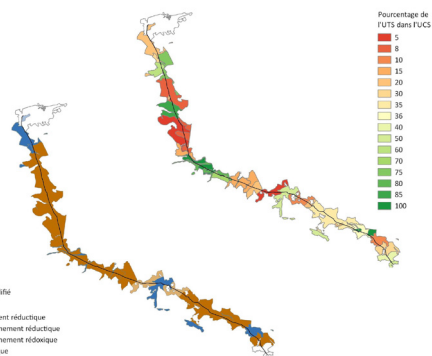 Pourcentage de
l'UTS dans l'UCS
5
8
10
15
20
30
35
36
40
50
60
70
75
80
85
100
ifié
ent réductique
nement réductique
nement rédoxique
ue